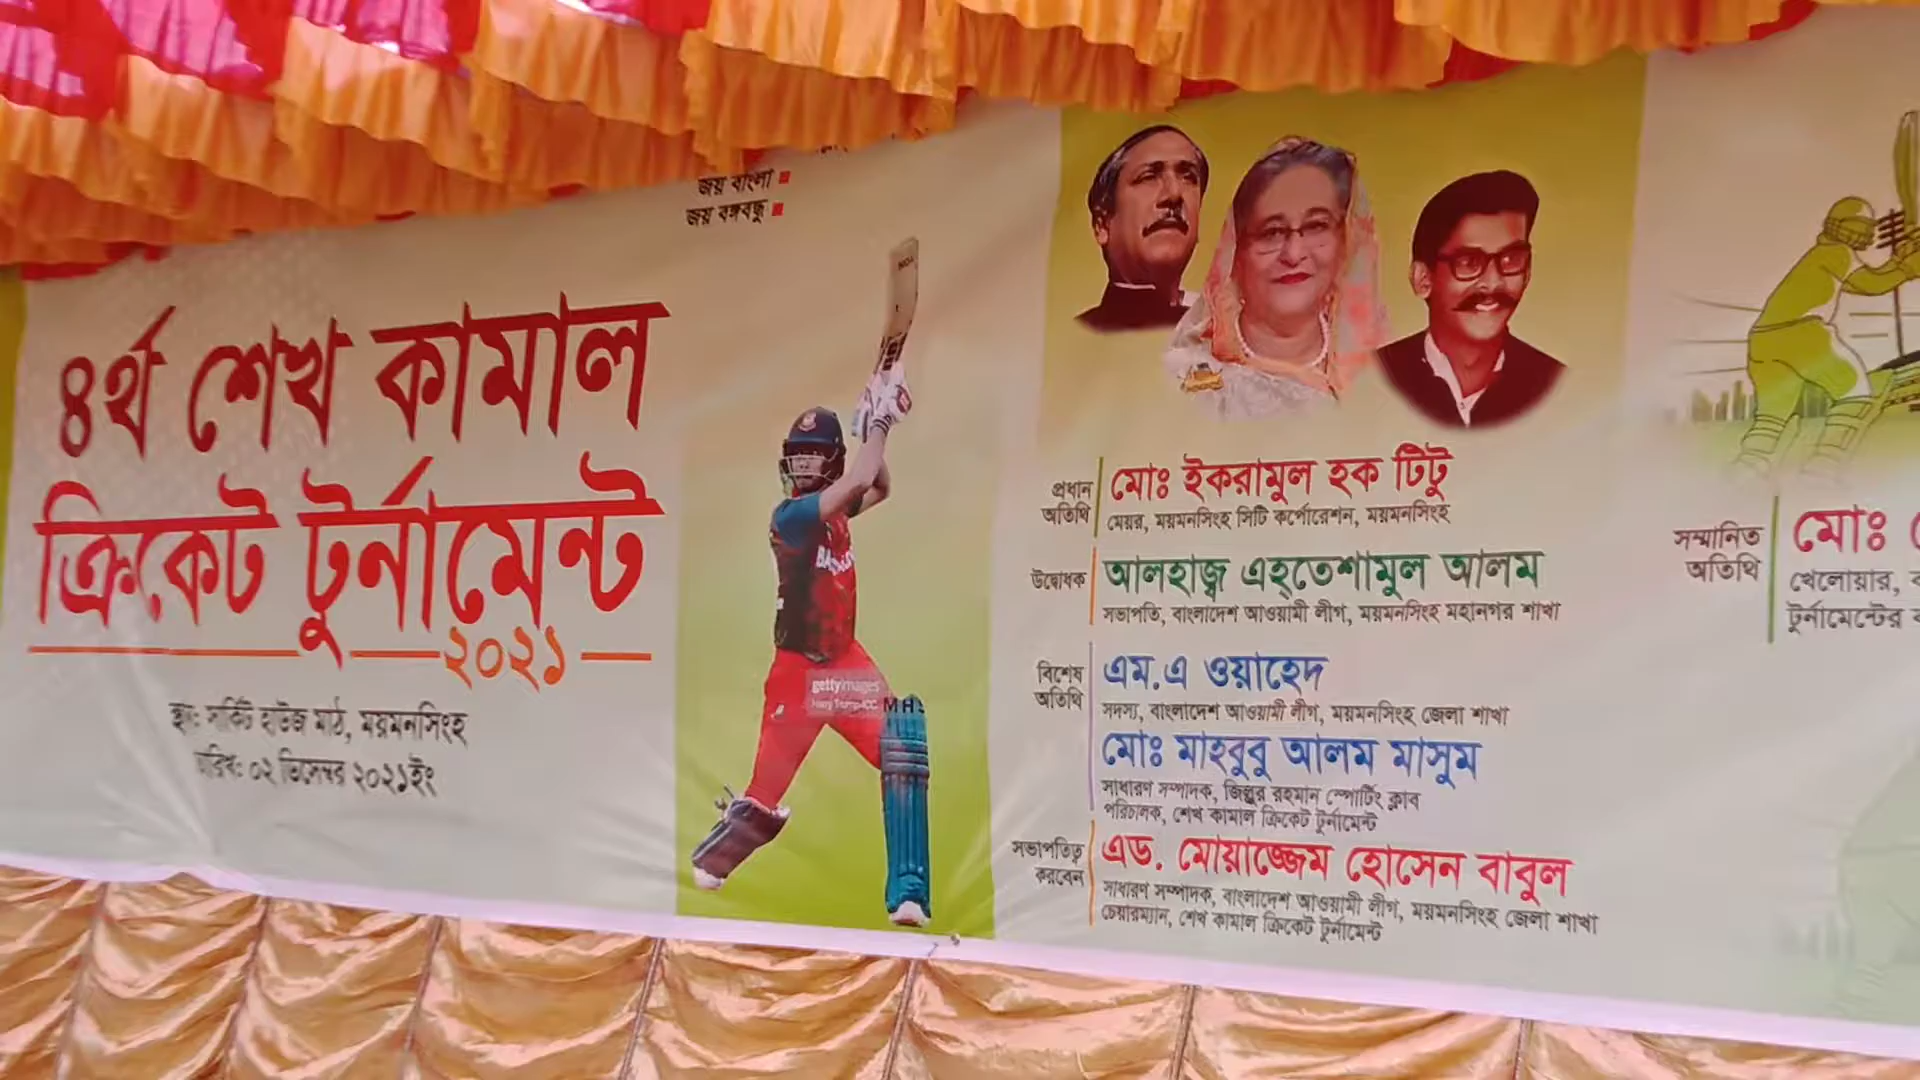 জয় বাংলা
জয় বঙ্গবন্ধু
৪র্থ শেখ কামাল
ক্রিকেট টুর্নামেন্ট
২০২১
স্থান: সার্কিট হাউজ মাঠ, ময়মনসিংহ
তারিখ: ০২ ডিসেম্বর ২০২১ইং
MOON
gettyimages
MHS
প্রধান অতিথি
মোঃ ইকরামুল হক টিটু
মেয়র, ময়মনসিংহ সিটি কর্পোরেশন, ময়মনসিংহ
উদ্বোধক
আলহাজ্ব এহ্তেশামুল আলম
সভাপতি, বাংলাদেশ আওয়ামী লীগ, ময়মনসিংহ মহানগর শাখা
বিশেষ অতিথি
এম.এ ওয়াহেদ
সদস্য, বাংলাদেশ আওয়ামী লীগ, ময়মনসিংহ জেলা শাখা
মোঃ মাহবুবু আলম মাসুম
সাধারণ সম্পাদক, জিল্লুর রহমান স্পোর্টিং ক্লাব
পরিচালক, শেখ কামাল ক্রিকেট টুর্নামেন্ট
সভাপতিত্ব করবেন
এড. মোয়াজ্জেম হোসেন বাবুল
সাধারণ সম্পাদক, বাংলাদেশ আওয়ামী লীগ, ময়মনসিংহ জেলা শাখা
চেয়ারম্যান, শেখ কামাল ক্রিকেট টুর্নামেন্ট
সম্মানিত অতিথি
মোঃ
খেলোয়ার,
টুর্নামেন্টের